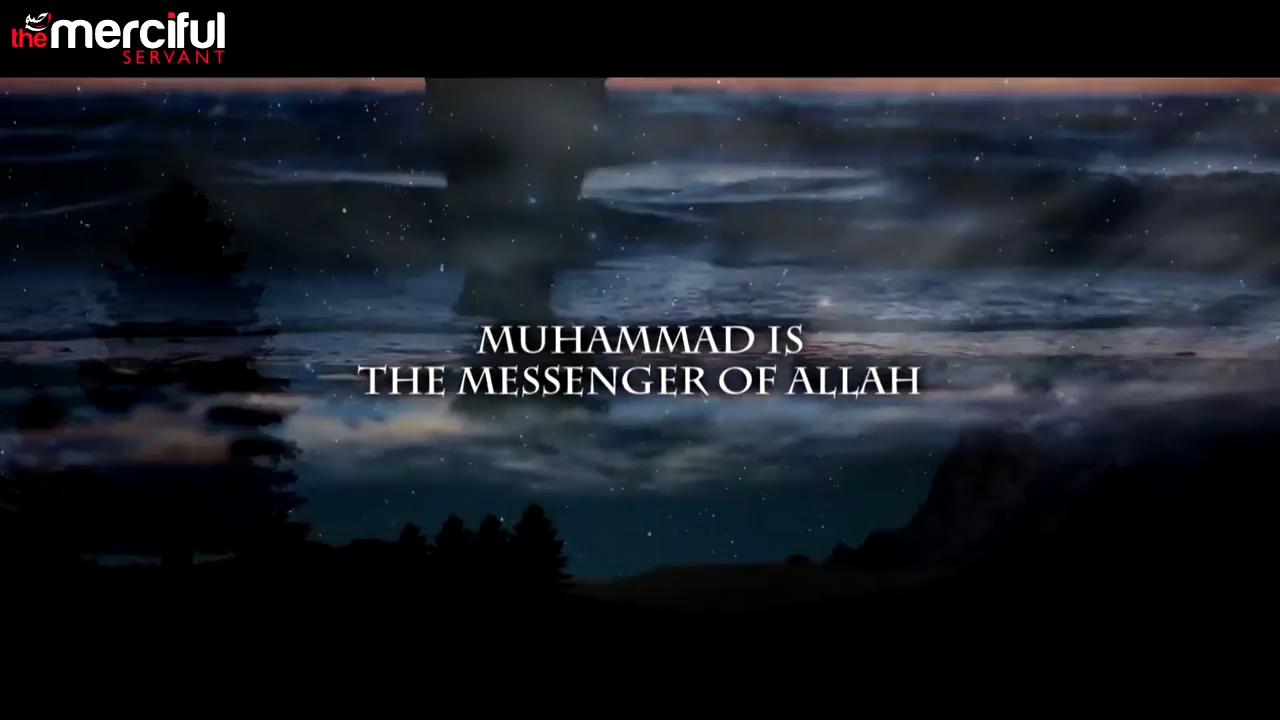 the merciful
SERVANT
MUHAMMAD IS
THE MESSENGER OF ALLAH